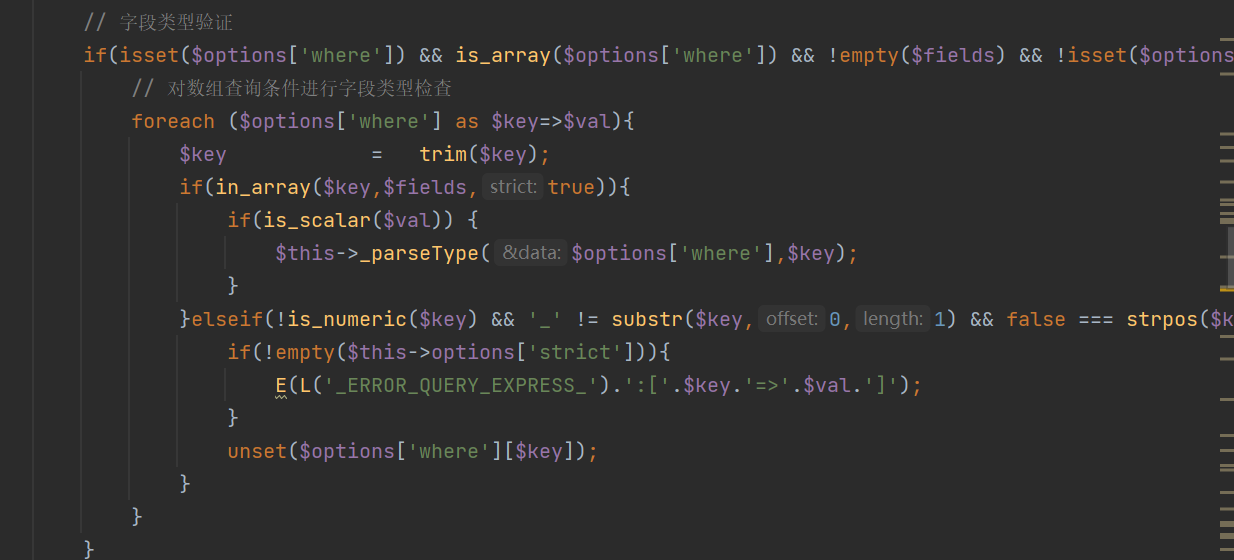 // 字段类型验证
if(isset($options['where']) && is_array($options['where']) && !empty($fields) && !isset($options
// 对数组查询条件进行字段类型检查
foreach ($options['where'] as $key=>$val){
$key = trim($key);
if(in_array($key,$fields, strict: true)){
if(is_scalar($val)) {
$this->_parseType( &data: $options['where'],$key);
}
}elseif(!is_numeric($key) && '_' != substr($key, offset: 0, length: 1) && false === strpos($k
if(!empty($this->options['strict'])){
E(L('_ERROR_QUERY_EXPRESS_').':['.$key.'=>'.$val.']');
}
unset($options['where'][$key]);
}
}
}